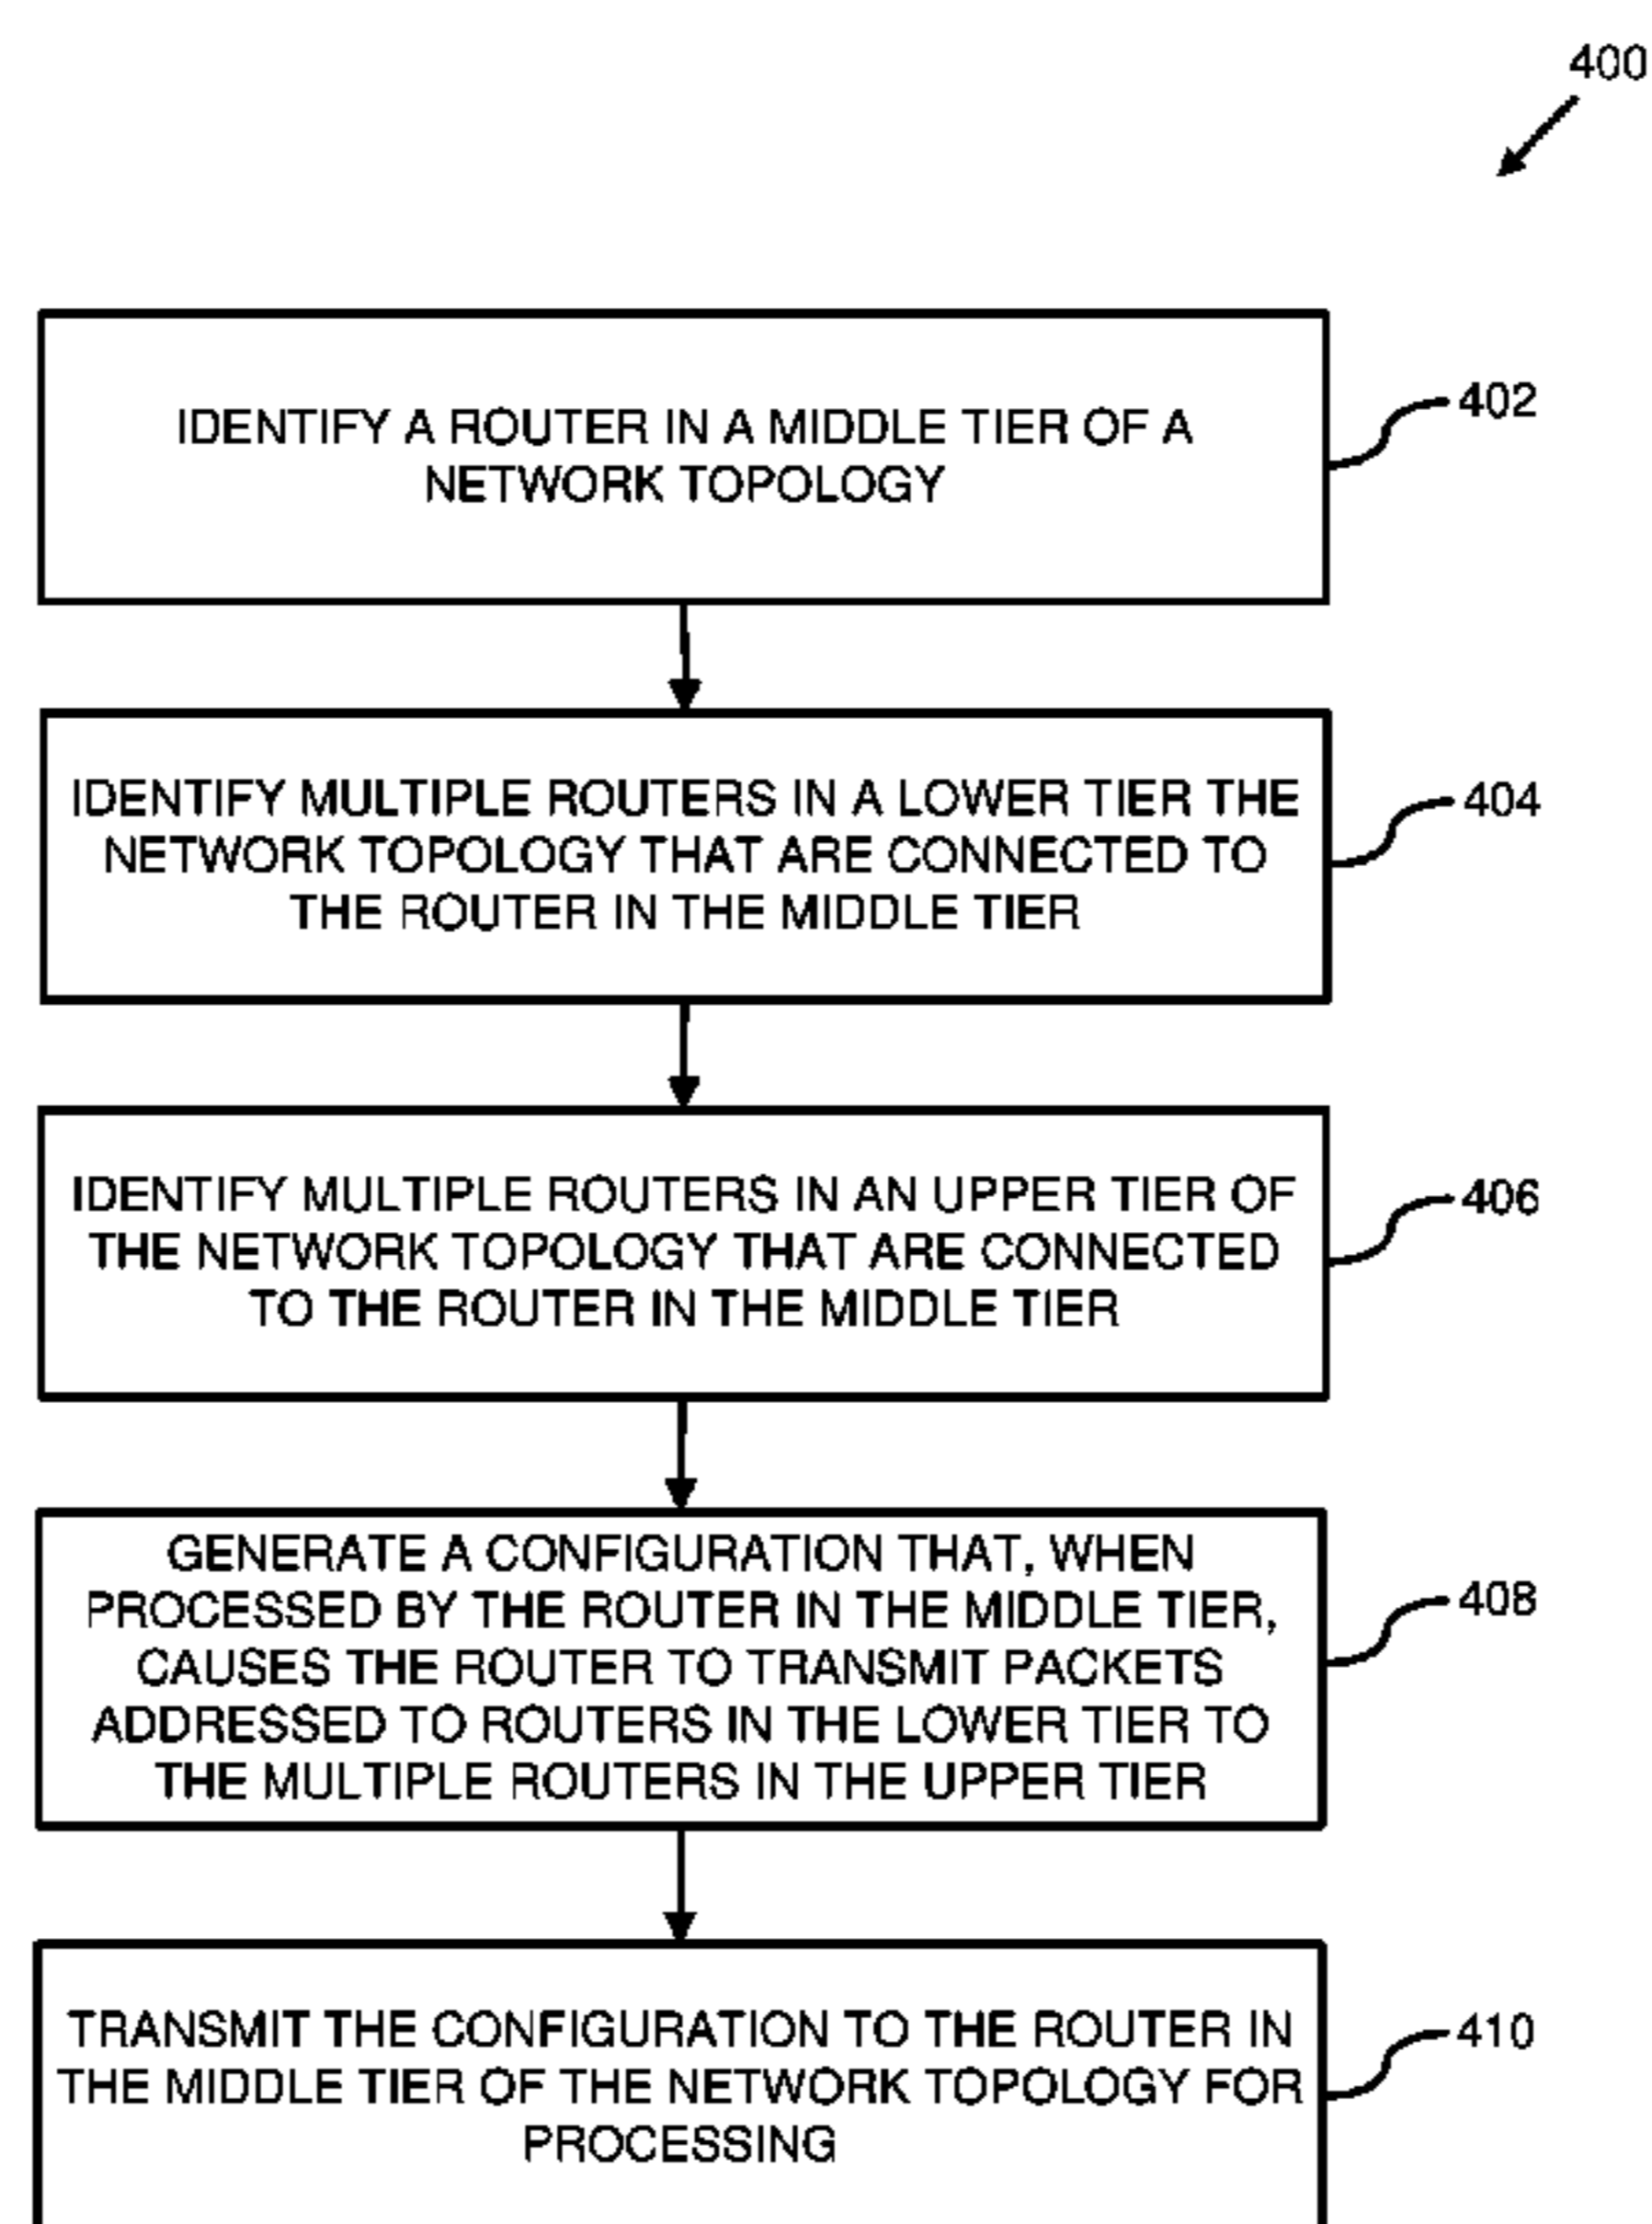 400
IDENTIFY A ROUTER IN A MIDDLE TIER OF A
NETWORK TOPOLOGY
402
IDENTIFY MULTIPLE ROUTERS IN A LOWER TIER THE
NETWORK TOPOLOGY THAT ARE CONNECTED TO
THE ROUTER IN THE MIDDLE TIER
404
IDENTIFY MULTIPLE ROUTERS IN AN UPPER TIER OF
THE NETWORK TOPOLOGY THAT ARE CONNECTED
TO THE ROUTER IN THE MIDDLE TIER
406
GENERATE A CONFIGURATION THAT, WHEN
PROCESSED BY THE ROUTER IN THE MIDDLE TIER,
CAUSES THE ROUTER TO TRANSMIT PACKETS
ADDRESSED TO ROUTERS IN THE LOWER TIER TO
THE MULTIPLE ROUTERS IN THE UPPER TIER
408
TRANSMIT THE CONFIGURATION TO THE ROUTER IN
THE MIDDLE TIER OF THE NETWORK TOPOLOGY FOR
PROCESSING
410